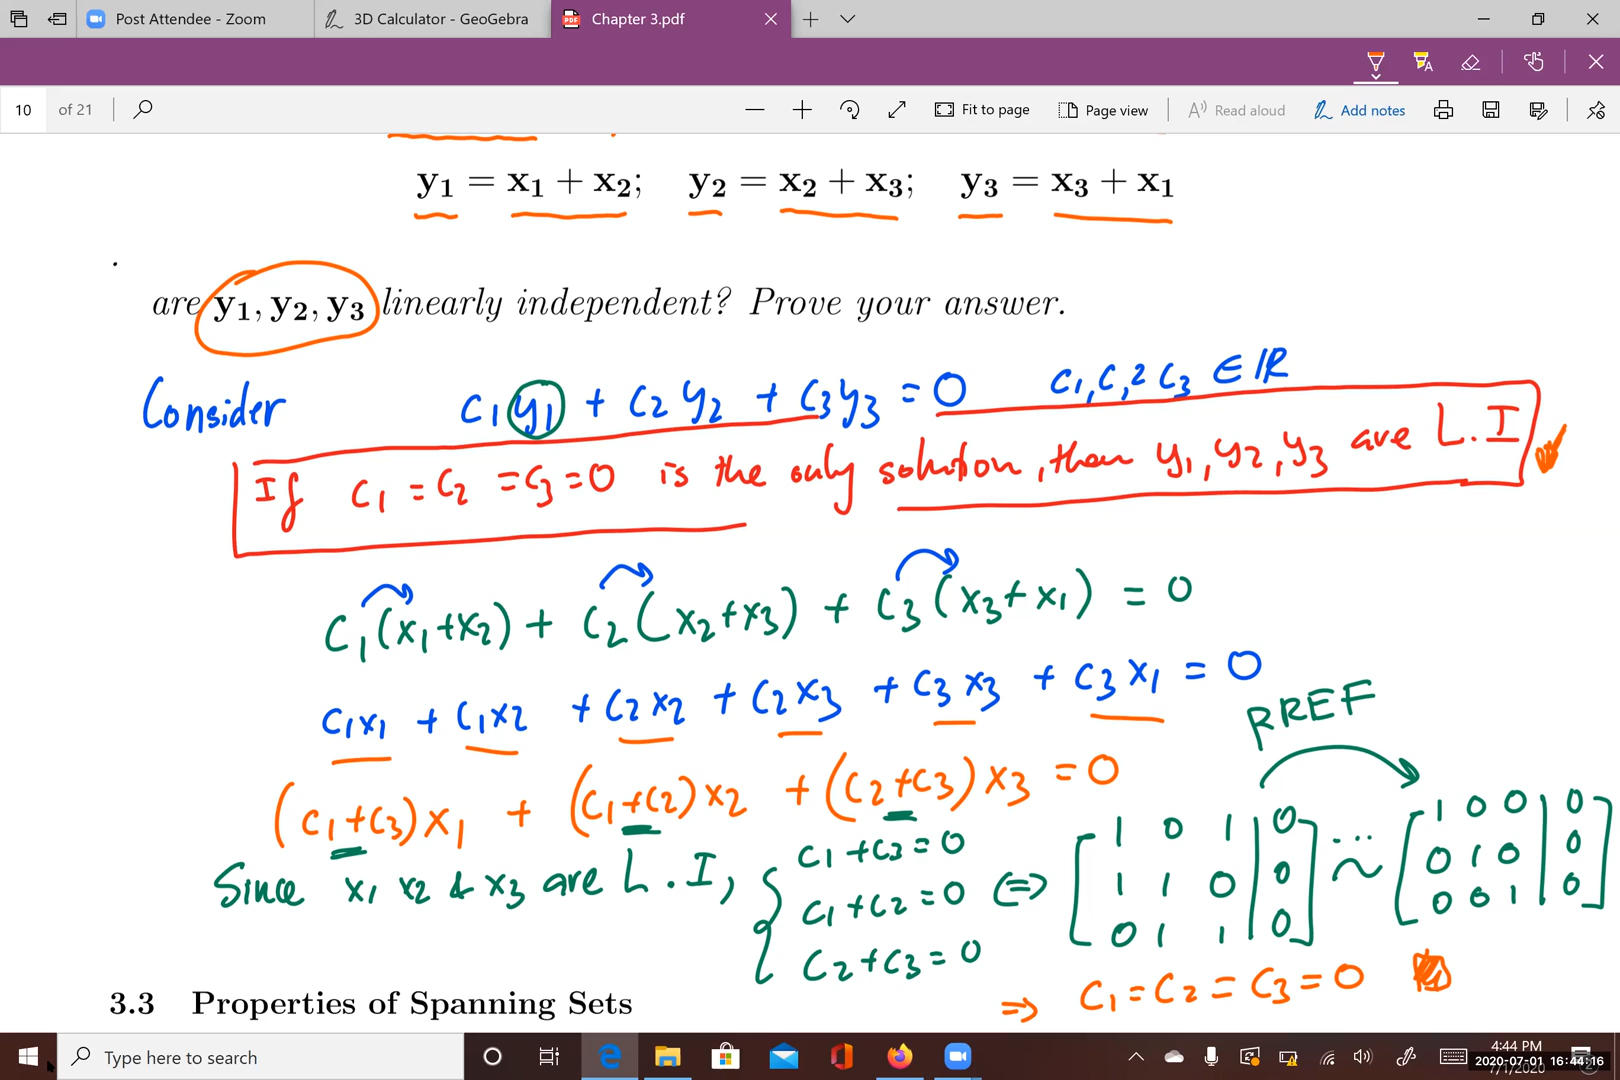 Post Attendee - Zoom
3D Calculator - GeoGebra
Chapter 3.pdf
10 of 21
Fit to page
Page view
Read aloud
Add notes
y₁ = x₁ + x₂; y₂ = x₂ + x₃; y₃ = x₃ + x₁
.
are y₁, y₂, y₃ linearly independent? Prove your answer.
Consider c₁y₁ + c₂y₂ + c₃y₃ = 0 c₁, c, 2 c₃ ∈ ℝ
If c₁ = c₂ = c₃ = 0 is the only solution, then y₁, y₂, y₃ are L.I
c₁(x₁+x₂) + c₂(x₂+x₃) + c₃(x₃+x₁) = 0
c₁x₁ + c₁x₂ + c₂x₂ + c₂x₃ + c₃x₃ + c₃x₁ = 0
RREF
(c₁+c₃)x₁ + (c₁+c₂)x₂ + (c₂+c₃)x₃ = 0
Since x₁ x₂ & x₃ are L.I,
c₁+c₃=0
c₁+c₂=0
c₂+c₃=0
⇔
1 0 1 | 0
1 1 0 | 0
0 1 1 | 0
... ~
1 0 0 | 0
0 1 0 | 0
0 0 1 | 0
⇒ c₁ = c₂ = c₃ = 0
3.3 Properties of Spanning Sets
Type here to search
4:44 PM
2020-07-01 16:44:16
7/1/2020